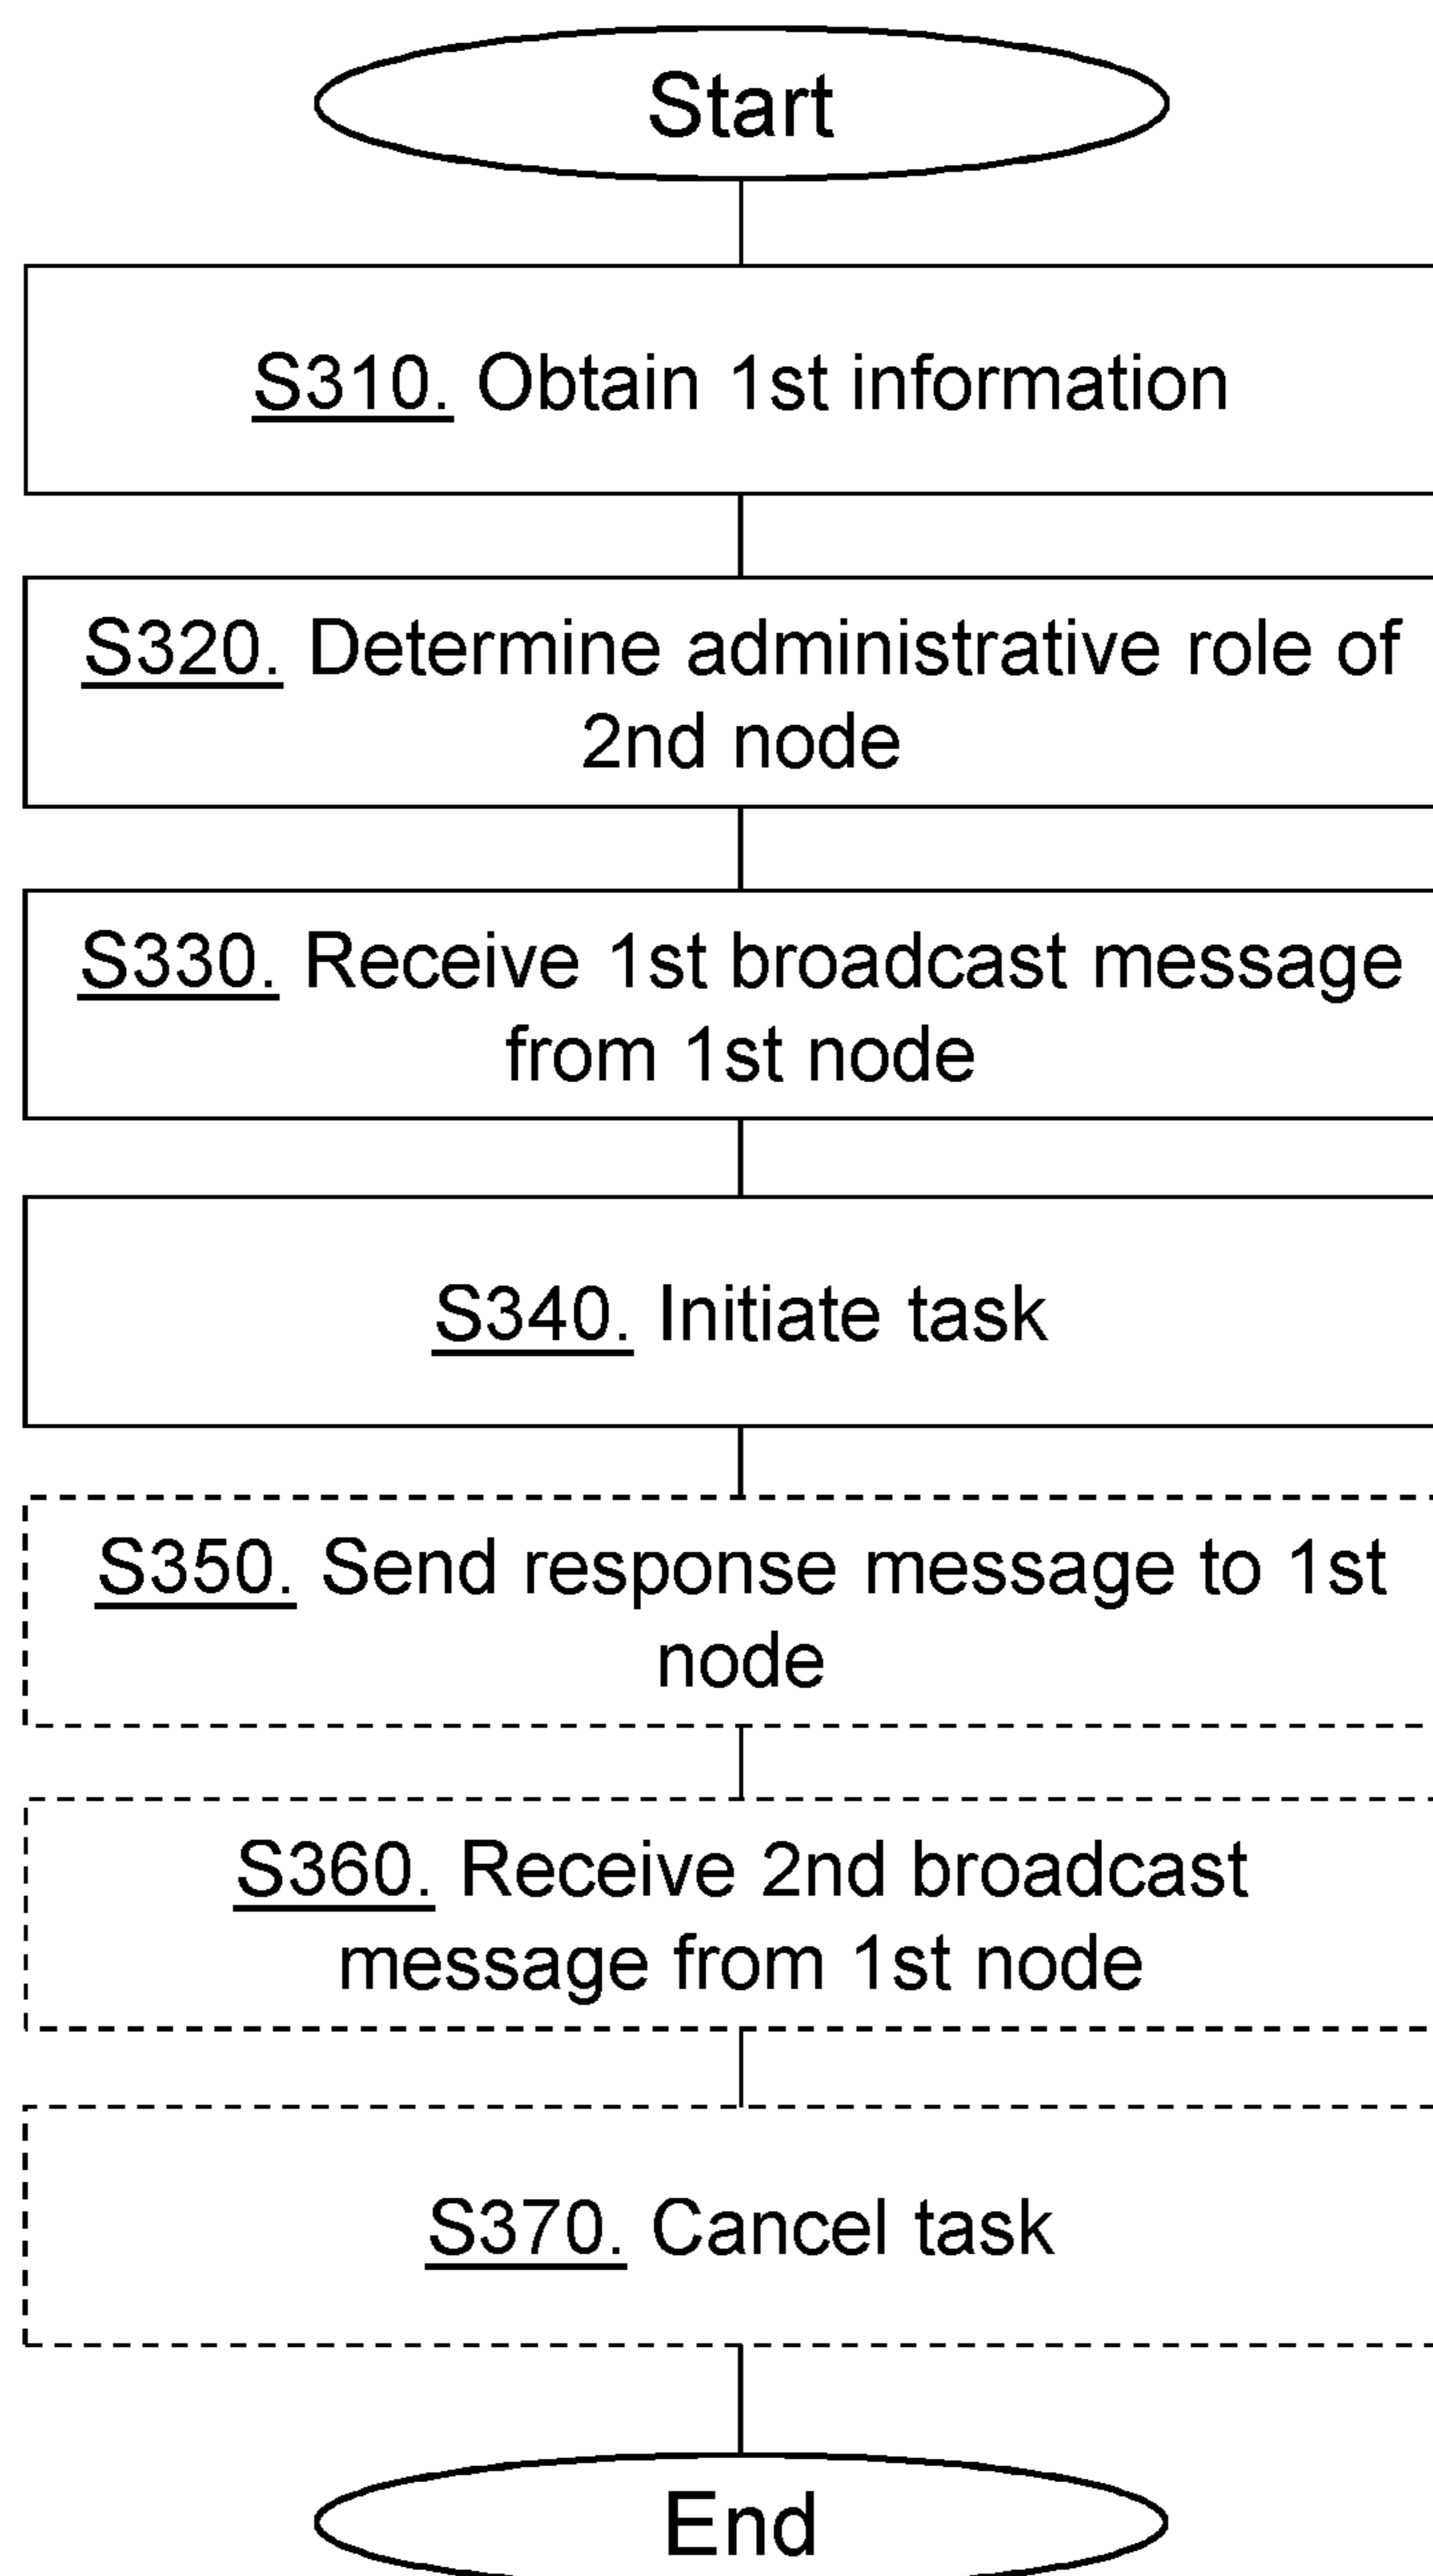 Start
S310. Obtain 1st information
S320. Determine administrative role of
2nd node
S330. Receive 1st broadcast message
from 1st node
S340. Initiate task
S350. Send response message to 1st
node
S360. Receive 2nd broadcast
message from 1st node
S370. Cancel task
End